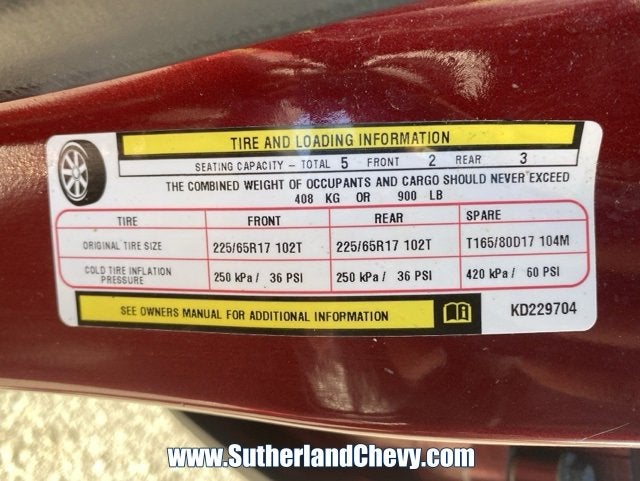 TIRE AND LOADING INFORMATION
SEATING CAPACITY - TOTAL 5 FRONT 2 REAR 3
THE COMBINED WEIGHT OF OCCUPANTS AND CARGO SHOULD NEVER EXCEED
408 KG OR 900 LB
TIRE FRONT REAR SPARE
ORIGINAL TIRE SIZE 225/65R17 102T 225/65R17 102T T165/80D17 104M
COLD TIRE INFLATION
PRESSURE 250 kPa / 36 PSI 250 kPa / 36 PSI 420 kPa / 60 PSI
SEE OWNERS MANUAL FOR ADDITIONAL INFORMATION KD229704
www.SutherlandChevy.com